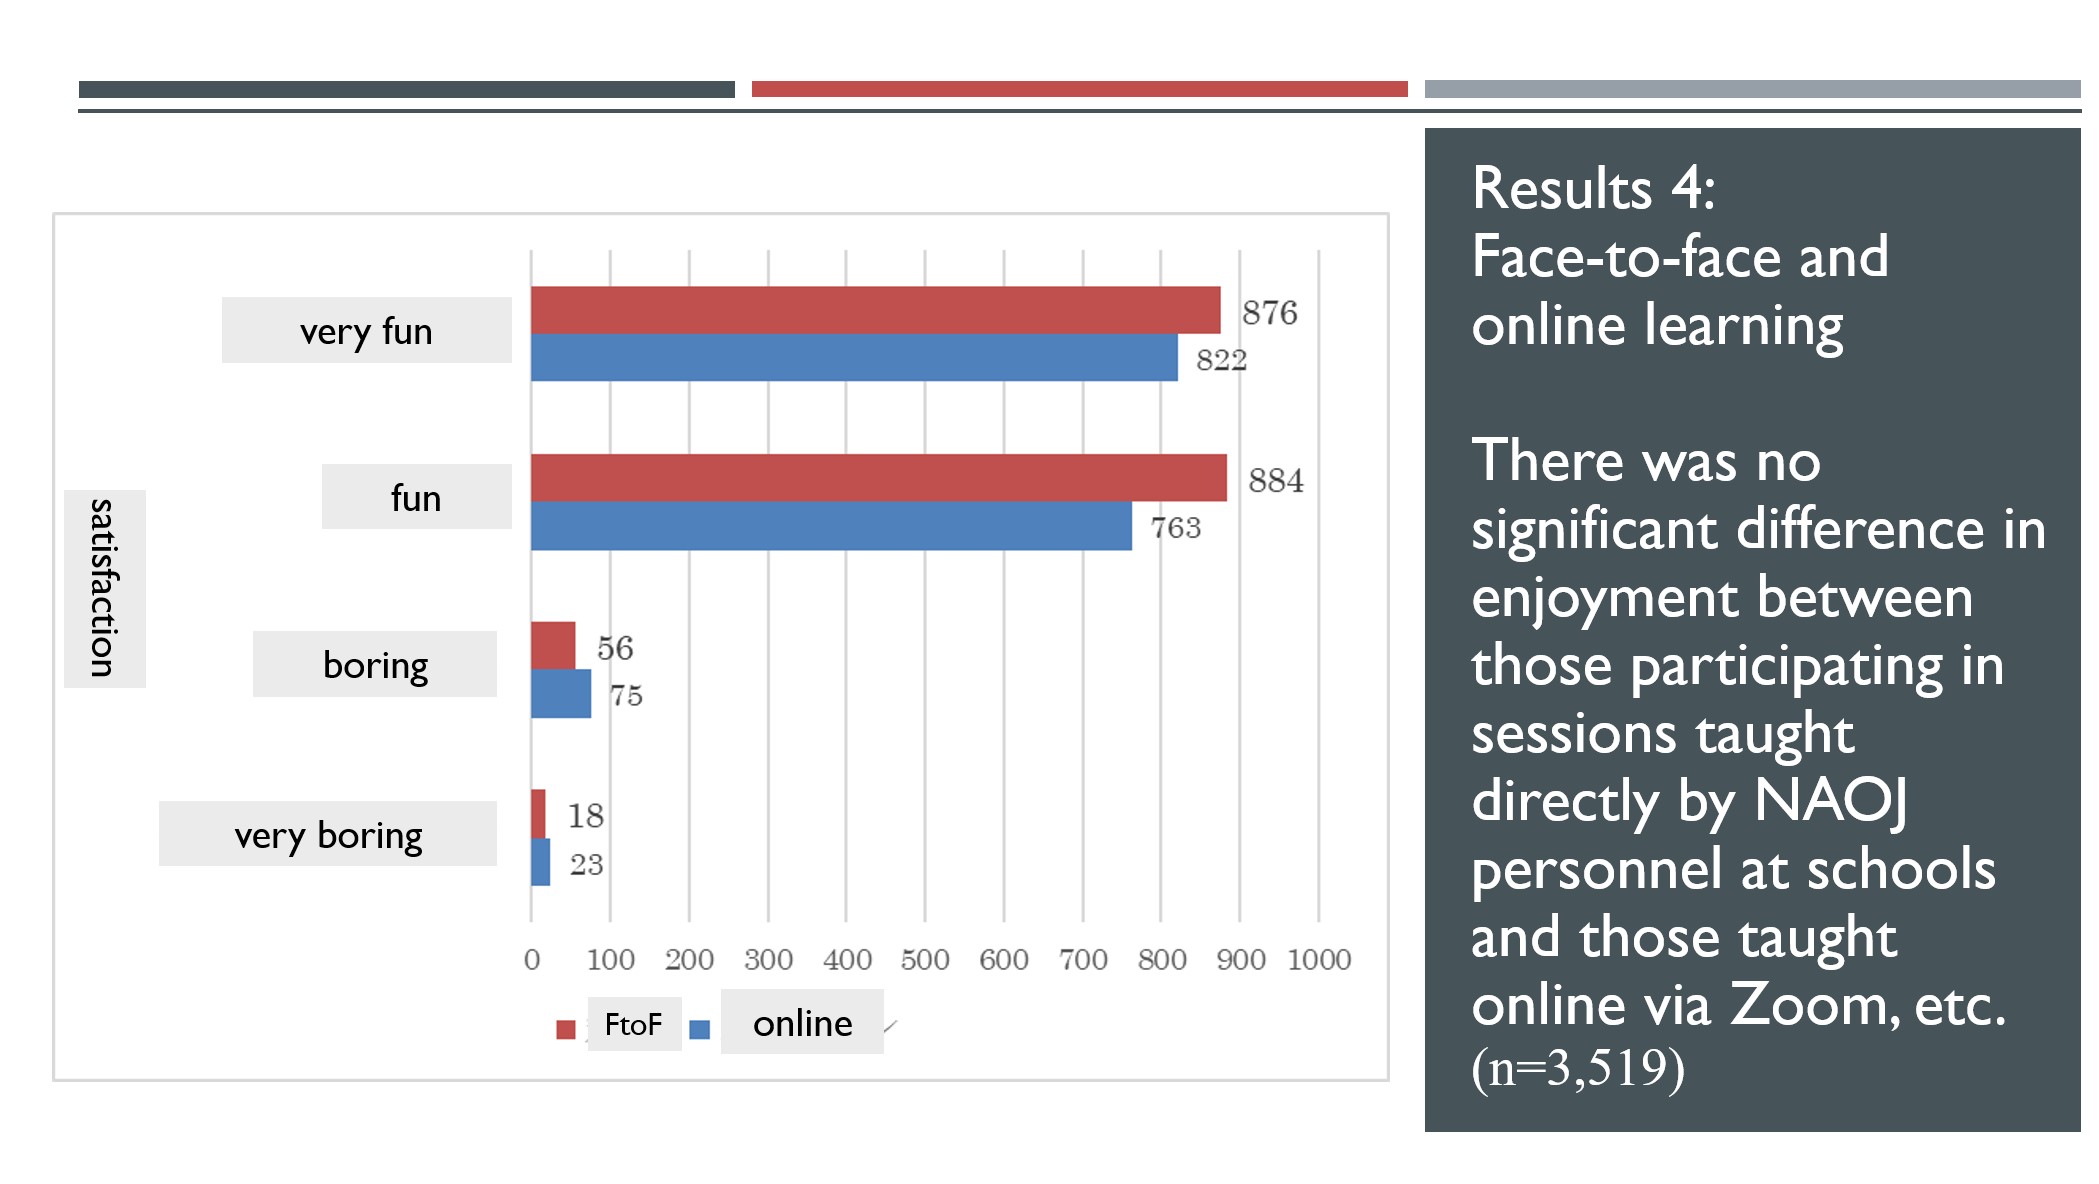 very fun
876
822
fun
884
763
satisfaction
boring
56
75
very boring
18
23
0 100 200 300 400 500 600 700 800 900 1000
FtoF online
Results 4:
Face-to-face and
online learning
There was no
significant difference in
enjoyment between
those participating in
sessions taught
directly by NAOJ
personnel at schools
and those taught
online via Zoom, etc.
(n=3,519)